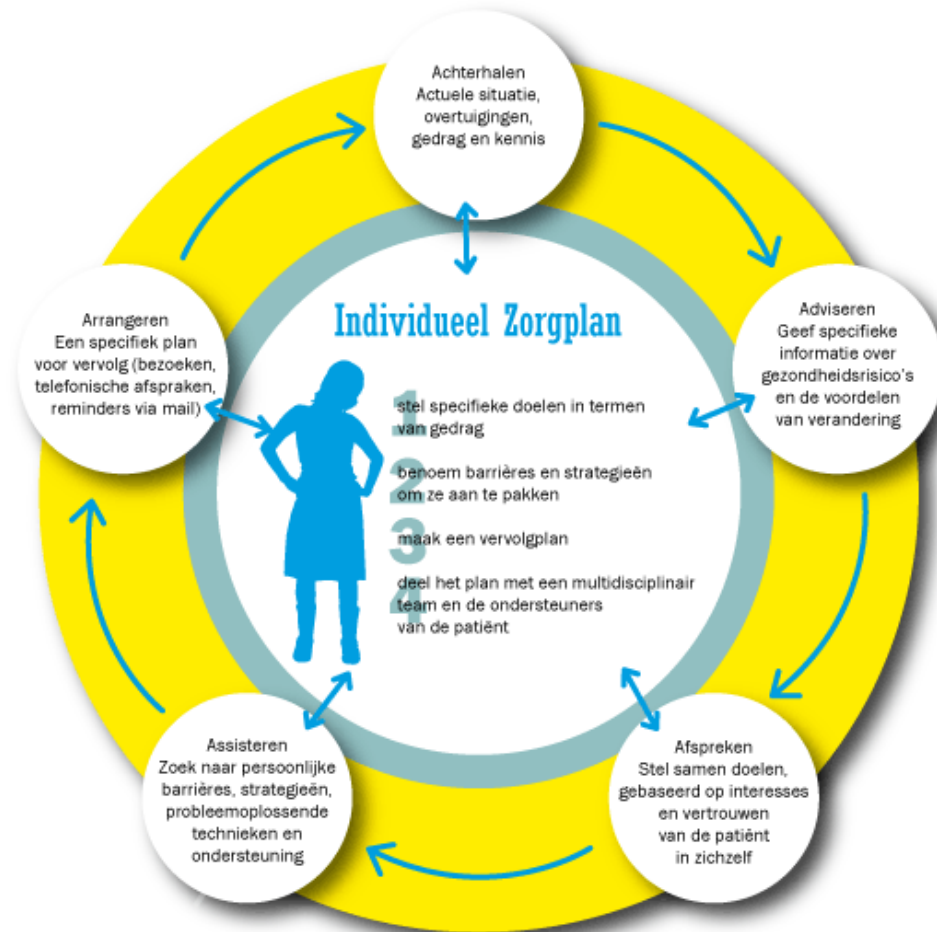 Achterhalen
Actuele situatie,
overtuigingen,
gedrag en kennis
Adviseren
Geef specifieke
informatie over
gezondheidsrisico's
en de voordelen
van verandering
Afspreken
Stel samen doelen,
gebaseerd op interesses
en vertrouwen
van de patiënt
in zichzelf
Assisteren
Zoek naar persoonlijke
barrières, strategieën,
probleemoplossende
technieken en
ondersteuning
Arrangeren
Een specifiek plan
voor vervolg (bezoeken,
telefonische afspraken,
reminders via mail)
Individueel Zorgplan
1
stel specifieke doelen in termen
van gedrag
2
benoem barrières en strategieën
om ze aan te pakken
3
maak een vervolgplan
4
deel het plan met een multidisciplinair
team en de ondersteuners
van de patiënt